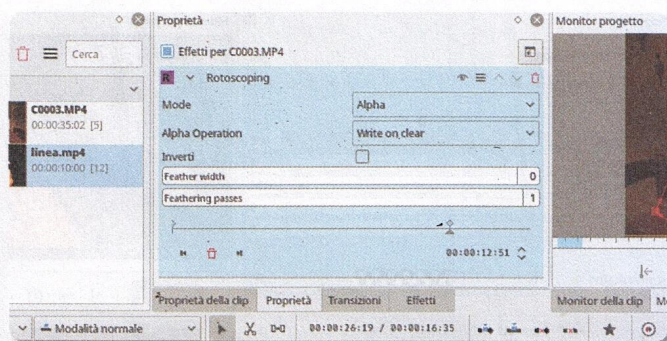 Proprietà
Monitor progetto
Cerca
Effetti per C0003.MP4
R
Rotoscoping
C0003.MP4
00:00:35:02 [5]
Mode
Alpha
linea.mp4
00:00:10:00 [12]
Alpha Operation
Write on clear
Inverti
Feather width
0
Feathering passes
1
00:00:12:51
Proprietà della clip
Proprietà
Transizioni
Effetti
Monitor della clip
Mo
Modalità normale
00:00:26:19 / 00:00:16:35